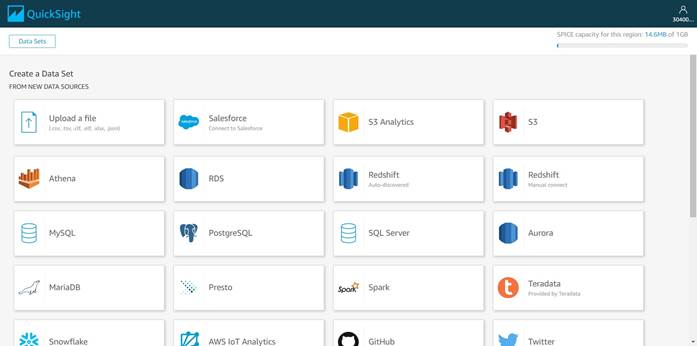 QuickSight
30400...
Data Sets
SPICE capacity for this region: 14.6MB of 1GB
Create a Data Set
FROM NEW DATA SOURCES
Upload a file
(.csv, .tsv, .clf, .elf, .xlsx, .json)
Salesforce
Connect to Salesforce
S3 Analytics
S3
Athena
RDS
Redshift
Auto-discovered
Redshift
Manual connect
MySQL
PostgreSQL
SQL Server
Aurora
MariaDB
Presto
Spark
Spark
Teradata
Provided by Teradata
Snowflake
AWS IoT Analytics
GitHub
Twitter